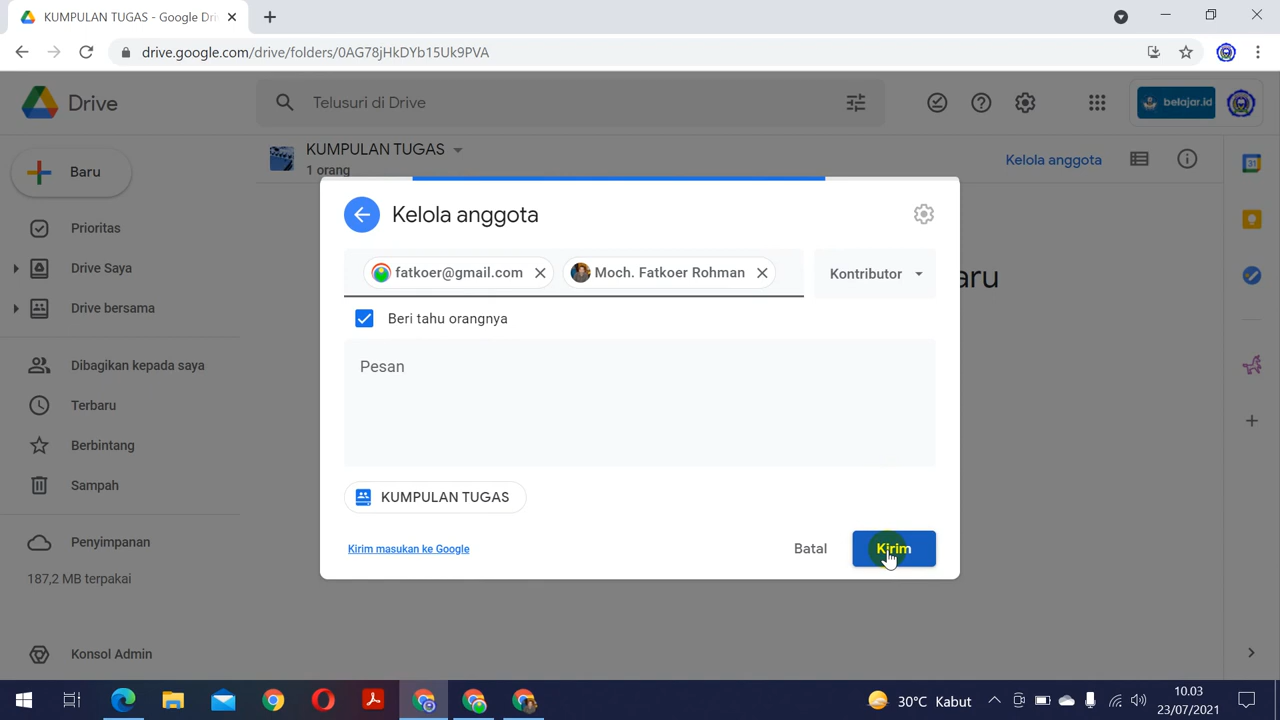 KUMPULAN TUGAS - Google Dri
drive.google.com/drive/folders/0AG78jHkDYb15Uk9PVA
Drive
Telusuri di Drive
belajar.id
Baru
KUMPULAN TUGAS
1 orang
Kelola anggota
Prioritas
Drive Saya
Drive bersama
Dibagikan kepada saya
Terbaru
Berbintang
Sampah
Penyimpanan
187,2 MB terpakai
Konsol Admin
aru
Kelola anggota
fatkoer@gmail.com
Moch. Fatkoer Rohman
Kontributor
Beri tahu orangnya
Pesan
KUMPULAN TUGAS
Kirim masukan ke Google
Batal
Kirim
30°C Kabut
10.03
23/07/2021